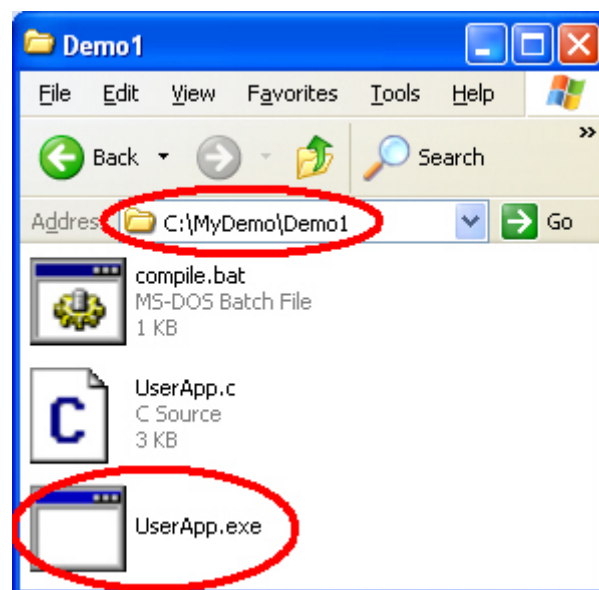 Demo1
File Edit View Favorites Tools Help
Back Search »
Addres C:\MyDemo\Demo1 Go
compile.bat
MS-DOS Batch File
1 KB
C
UserApp.c
C Source
3 KB
UserApp.exe